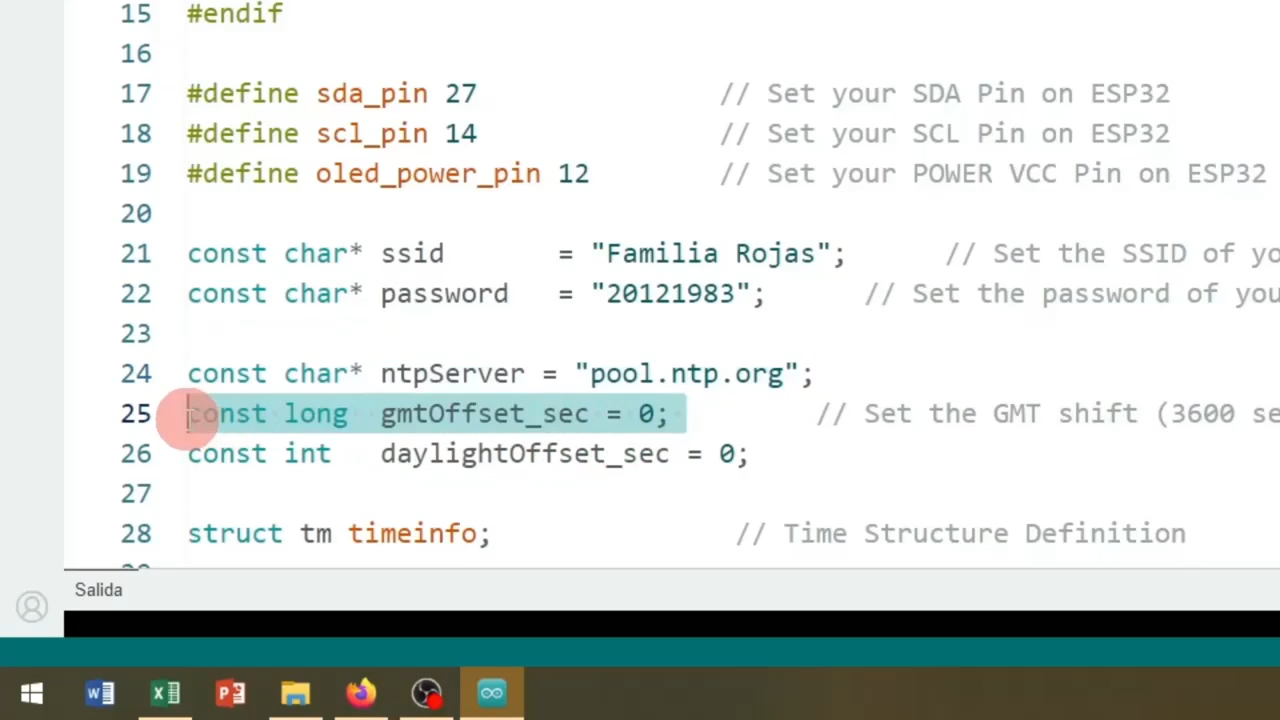 15 #endif
16
17 #define sda_pin 27 // Set your SDA Pin on ESP32
18 #define scl_pin 14 // Set your SCL Pin on ESP32
19 #define oled_power_pin 12 // Set your POWER VCC Pin on ESP32
20
21 const char* ssid = "Familia Rojas"; // Set the SSID of yo
22 const char* password = "20121983"; // Set the password of you
23
24 const char* ntpServer = "pool.ntp.org";
25 const long gmtOffset_sec = 0; // Set the GMT shift (3600 se
26 const int daylightOffset_sec = 0;
27
28 struct tm timeinfo; // Time Structure Definition
Salida